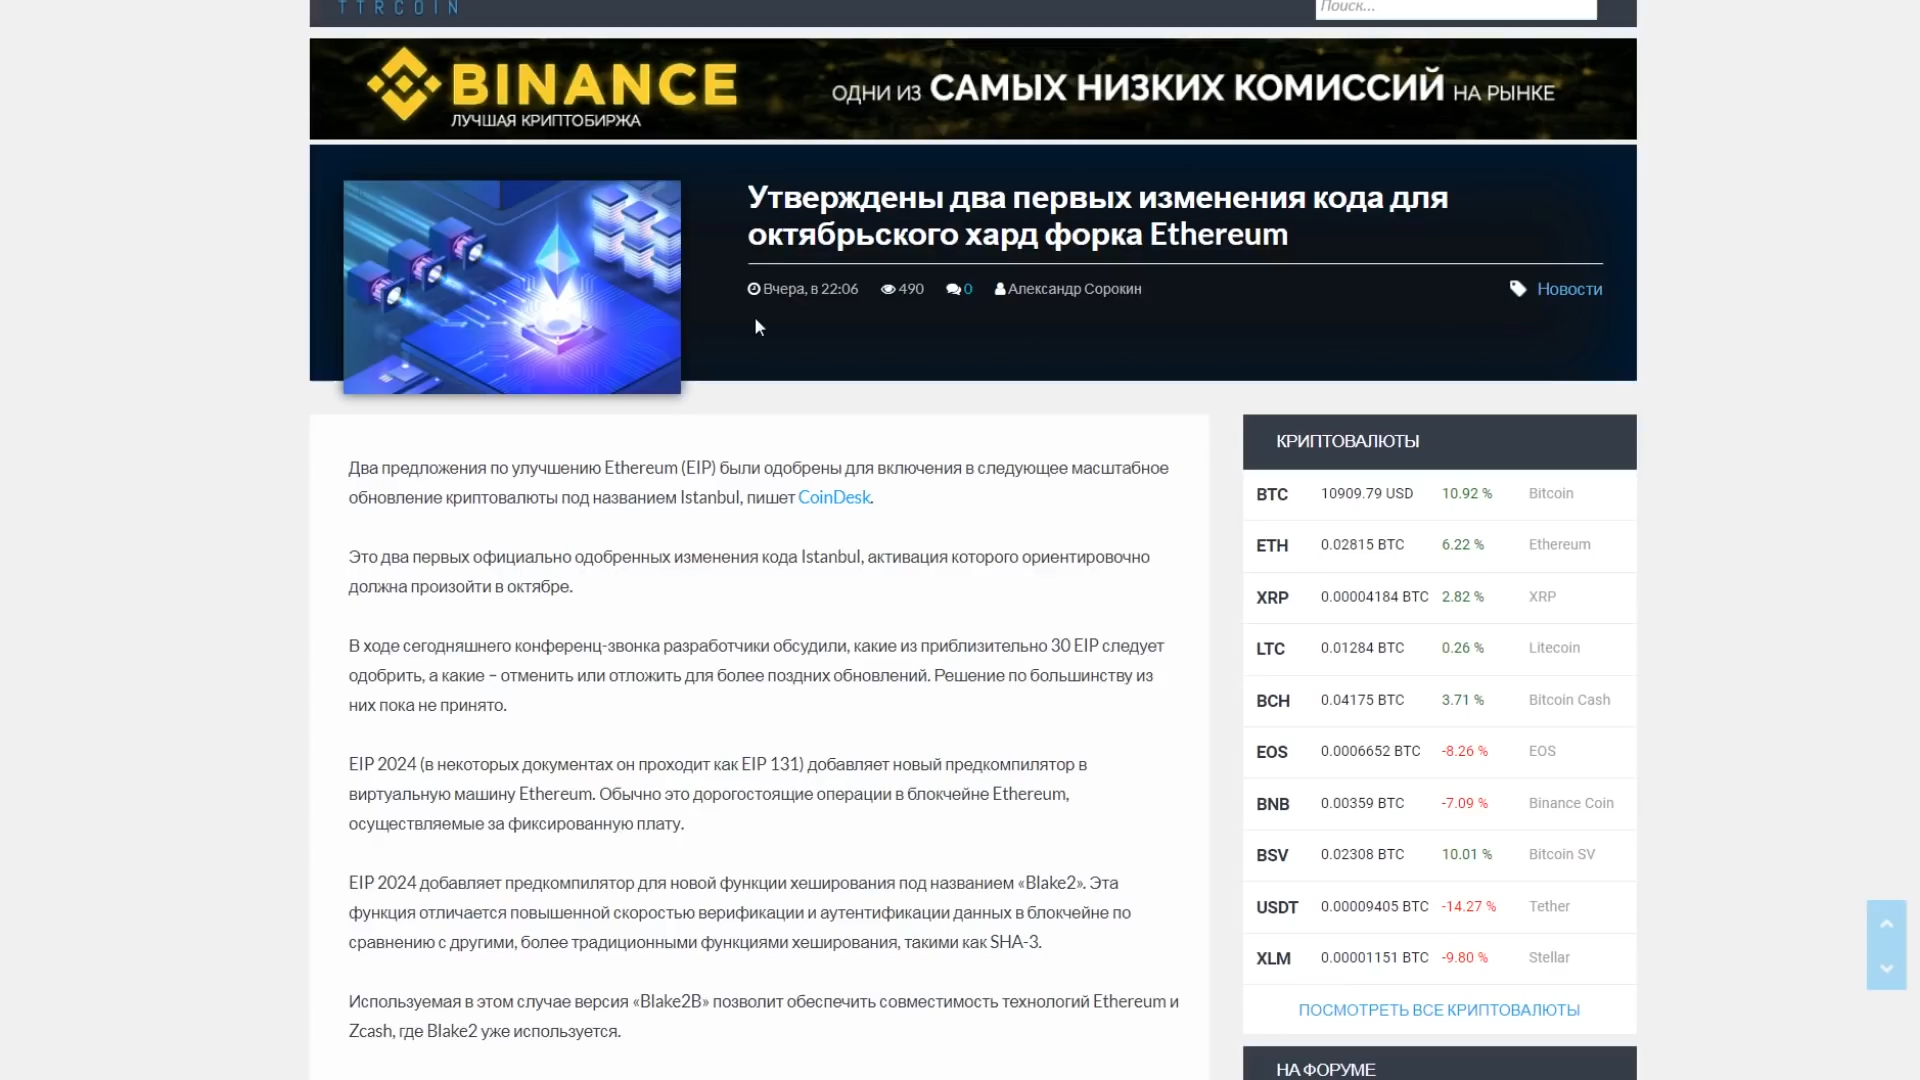 TTRCOIN
Поиск...
BINANCE
ЛУЧШАЯ КРИПТОБИРЖА
ОДНИ ИЗ САМЫХ НИЗКИХ КОМИССИЙ НА РЫНКЕ
Утверждены два первых изменения кода для
октябрьского хард форка Ethereum
Вчера, в 22:06 490 0 Александр Сорокин
Новости
Два предложения по улучшению Ethereum (EIP) были одобрены для включения в следующее масштабное
обновление криптовалюты под названием Istanbul, пишет CoinDesk.
Это два первых официально одобренных изменения кода Istanbul, активация которого ориентировочно
должна произойти в октябре.
В ходе сегодняшнего конференц-звонка разработчики обсудили, какие из приблизительно 30 EIP следует
одобрить, а какие – отменить или отложить для более поздних обновлений. Решение по большинству из
них пока не принято.
EIP 2024 (в некоторых документах он проходит как EIP 131) добавляет новый предкомпилятор в
виртуальную машину Ethereum. Обычно это дорогостоящие операции в блокчейне Ethereum,
осуществляемые за фиксированную плату.
EIP 2024 добавляет предкомпилятор для новой функции хеширования под названием «Blake2». Эта
функция отличается повышенной скоростью верификации и аутентификации данных в блокчейне по
сравнению с другими, более традиционными функциями хеширования, такими как SHA-3.
Используемая в этом случае версия «Blake2B» позволит обеспечить совместимость технологий Ethereum и
Zcash, где Blake2 уже используется.
КРИПТОВАЛЮТЫ
BTC 10909.79 USD 10.92 % Bitcoin
ETH 0.02815 BTC 6.22 % Ethereum
XRP 0.00004184 BTC 2.82 % XRP
LTC 0.01284 BTC 0.26 % Litecoin
BCH 0.04175 BTC 3.71 % Bitcoin Cash
EOS 0.0006652 BTC -8.26 % EOS
BNB 0.00359 BTC -7.09 % Binance Coin
BSV 0.02308 BTC 10.01 % Bitcoin SV
USDT 0.00009405 BTC -14.27 % Tether
XLM 0.00001151 BTC -9.80 % Stellar
ПОСМОТРЕТЬ ВСЕ КРИПТОВАЛЮТЫ
НА ФОРУМЕ